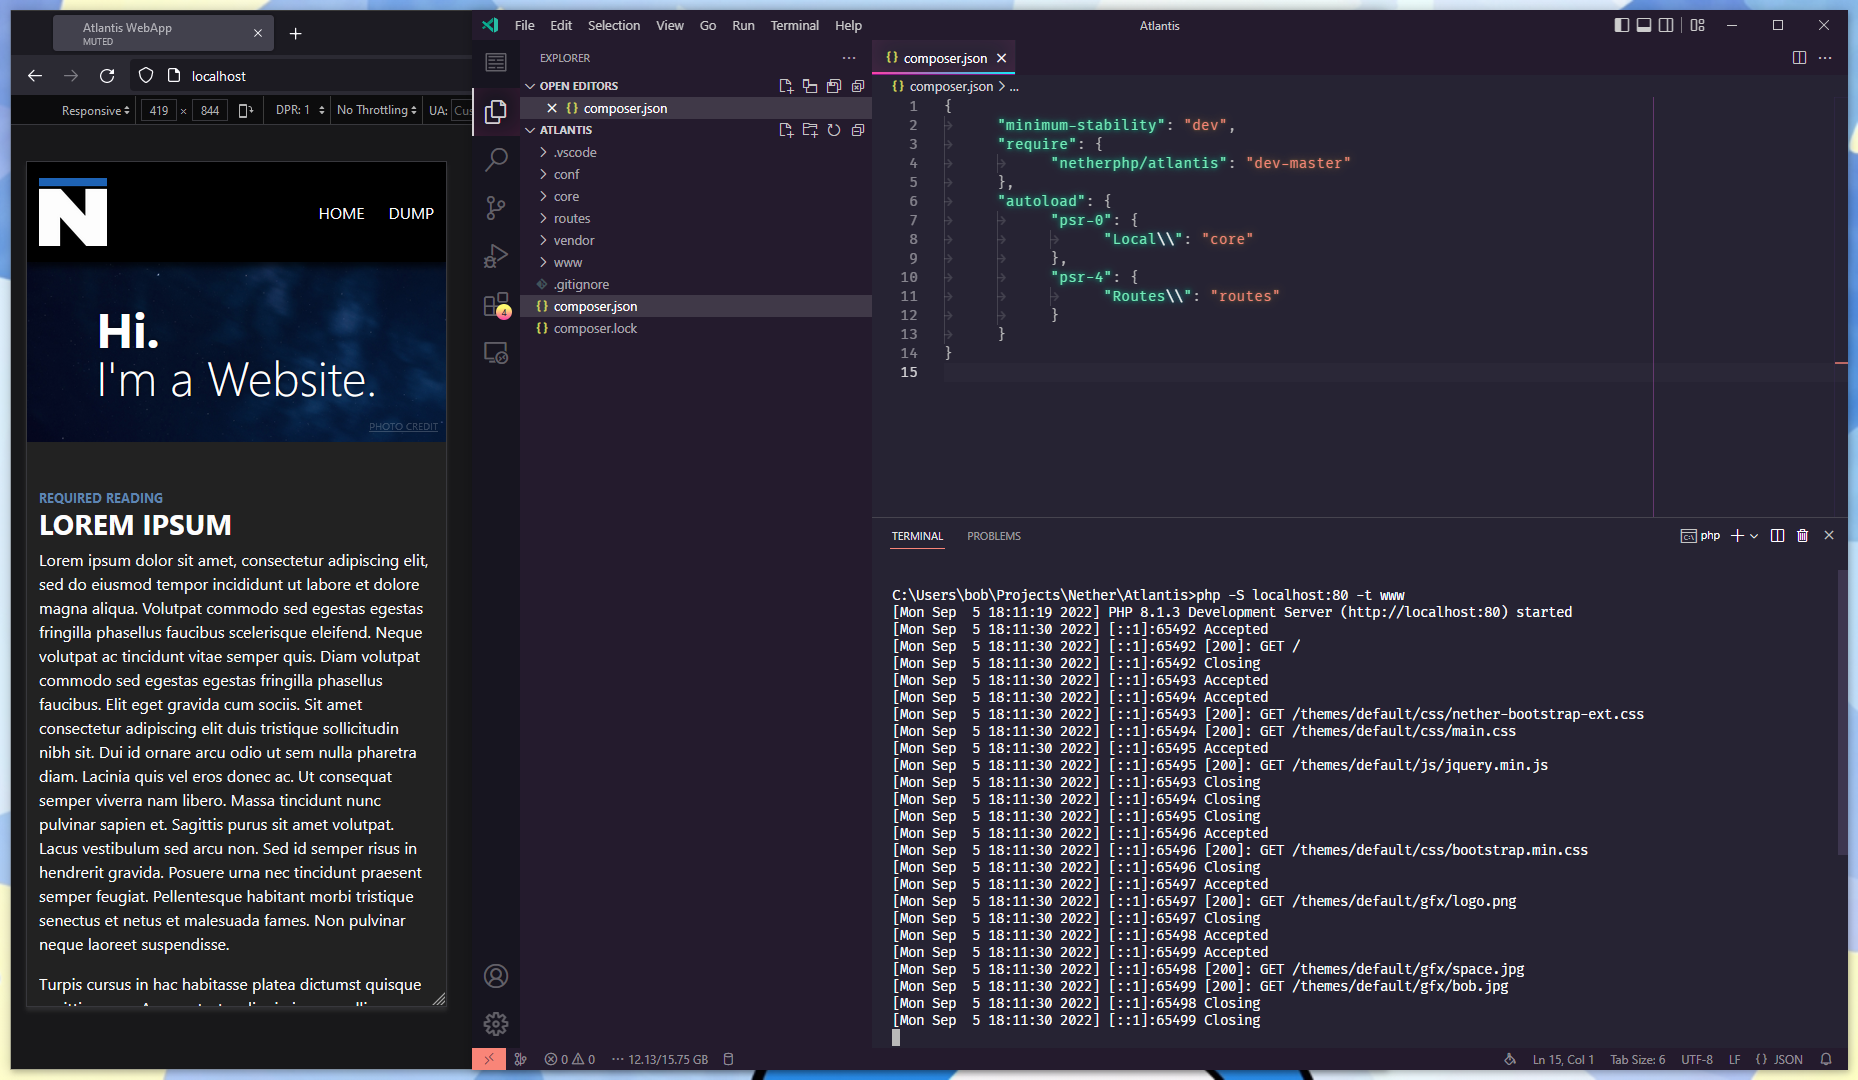 Atlantis WebApp
MUTED
localhost
Responsive 419 × 844 DPR: 1 No Throttling UA: Cus
N
HOME DUMP
Hi.
I'm a Website.
PHOTO CREDIT
REQUIRED READING
LOREM IPSUM
Lorem ipsum dolor sit amet, consectetur adipiscing elit,
sed do eiusmod tempor incididunt ut labore et dolore
magna aliqua. Volutpat commodo sed egestas egestas
fringilla phasellus faucibus scelerisque eleifend. Neque
volutpat ac tincidunt vitae semper quis. Diam volutpat
commodo sed egestas egestas fringilla phasellus
faucibus. Elit eget gravida cum sociis. Sit amet
consectetur adipiscing elit duis tristique sollicitudin
nibh sit. Dui id ornare arcu odio ut sem nulla pharetra
diam. Lacinia quis vel eros donec ac. Ut consequat
semper viverra nam libero. Massa tincidunt nunc
pulvinar sapien et. Sagittis purus sit amet volutpat.
Lacus vestibulum sed arcu non. Sed id semper risus in
hendrerit gravida. Posuere urna nec tincidunt praesent
semper feugiat. Pellentesque habitant morbi tristique
senectus et netus et malesuada fames. Non pulvinar
neque laoreet suspendisse.
Turpis cursus in hac habitasse platea dictumst quisque
File Edit Selection View Go Run Terminal Help
Atlantis
EXPLORER
OPEN EDITORS
{} composer.json
ATLANTIS
.vscode
conf
core
routes
vendor
www
.gitignore
{} composer.json
{} composer.lock
4
{} composer.json
{} composer.json > ...
1 {
2 "minimum-stability": "dev",
3 "require": {
4 "netherphp/atlantis": "dev-master"
5 },
6 "autoload": {
7 "psr-0": {
8 "Local\\": "core"
9 },
10 "psr-4": {
11 "Routes\\": "routes"
12 }
13 }
14 }
15
TERMINAL PROBLEMS
php
C:\Users\bob\Projects\Nether\Atlantis>php -S localhost:80 -t www
[Mon Sep  5 18:11:19 2022] PHP 8.1.3 Development Server (http://localhost:80) started
[Mon Sep  5 18:11:30 2022] [::1]:65492 Accepted
[Mon Sep  5 18:11:30 2022] [::1]:65492 [200]: GET /
[Mon Sep  5 18:11:30 2022] [::1]:65492 Closing
[Mon Sep  5 18:11:30 2022] [::1]:65493 Accepted
[Mon Sep  5 18:11:30 2022] [::1]:65494 Accepted
[Mon Sep  5 18:11:30 2022] [::1]:65493 [200]: GET /themes/default/css/nether-bootstrap-ext.css
[Mon Sep  5 18:11:30 2022] [::1]:65494 [200]: GET /themes/default/css/main.css
[Mon Sep  5 18:11:30 2022] [::1]:65495 Accepted
[Mon Sep  5 18:11:30 2022] [::1]:65495 [200]: GET /themes/default/js/jquery.min.js
[Mon Sep  5 18:11:30 2022] [::1]:65493 Closing
[Mon Sep  5 18:11:30 2022] [::1]:65494 Closing
[Mon Sep  5 18:11:30 2022] [::1]:65495 Closing
[Mon Sep  5 18:11:30 2022] [::1]:65496 Accepted
[Mon Sep  5 18:11:30 2022] [::1]:65496 [200]: GET /themes/default/css/bootstrap.min.css
[Mon Sep  5 18:11:30 2022] [::1]:65496 Closing
[Mon Sep  5 18:11:30 2022] [::1]:65497 Accepted
[Mon Sep  5 18:11:30 2022] [::1]:65497 [200]: GET /themes/default/gfx/logo.png
[Mon Sep  5 18:11:30 2022] [::1]:65497 Closing
[Mon Sep  5 18:11:30 2022] [::1]:65498 Accepted
[Mon Sep  5 18:11:30 2022] [::1]:65499 Accepted
[Mon Sep  5 18:11:30 2022] [::1]:65498 [200]: GET /themes/default/gfx/space.jpg
[Mon Sep  5 18:11:30 2022] [::1]:65499 [200]: GET /themes/default/gfx/bob.jpg
[Mon Sep  5 18:11:30 2022] [::1]:65498 Closing
[Mon Sep  5 18:11:30 2022] [::1]:65499 Closing
0 0 ··· 12.13/15.75 GB
Ln 15, Col 1 Tab Size: 6 UTF-8 LF {} JSON